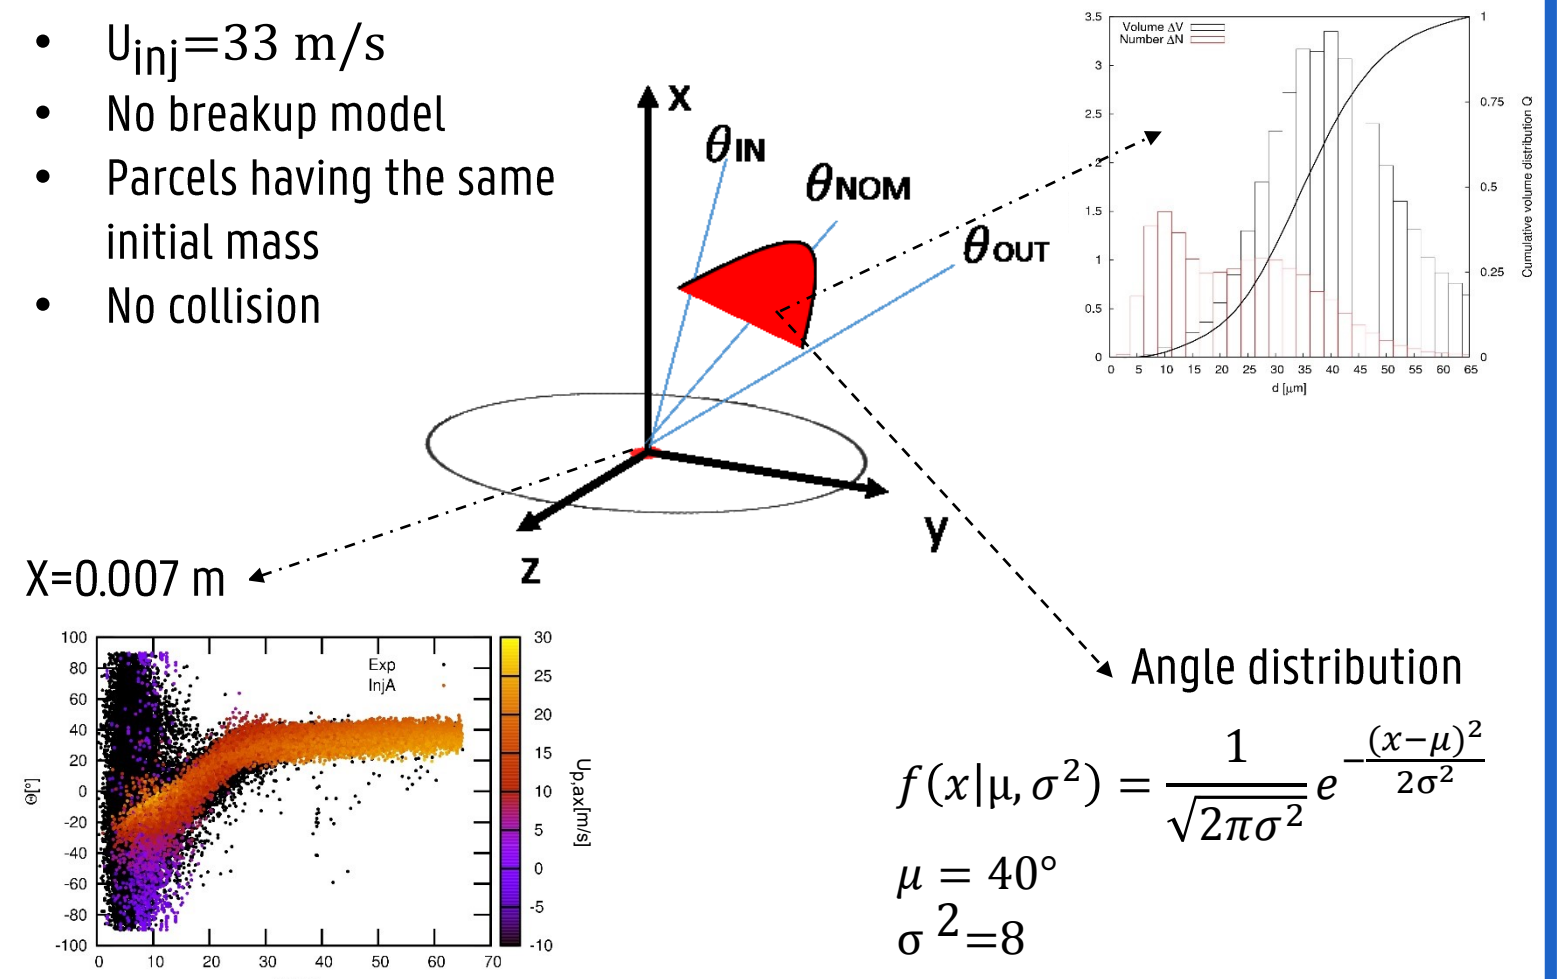 • Uinj=33 m/s
• No breakup model
• Parcels having the same
initial mass
• No collision
x
θIN
θNOM
θOUT
y
z
3.5
3
2.5
2
1.5
1
0.5
0
Volume ΔV
Number ΔN
1
0.75
0.5
0.25
0
Cumulative volume distribution Q
0 5 10 15 20 25 30 35 40 45 50 55 60 65
d [μm]
X=0.007 m
100
80
60
40
20
0
-20
-40
-60
-80
-100
Θ[°]
Exp
InjA
0 10 20 30 40 50 60 70
30
25
20
15
10
5
0
-5
-10
Up,ax[m/s]
Angle distribution
f(x|μ, σ²) = 1/√2πσ² e^−(x−μ)²/2σ²
μ = 40°
σ ²=8